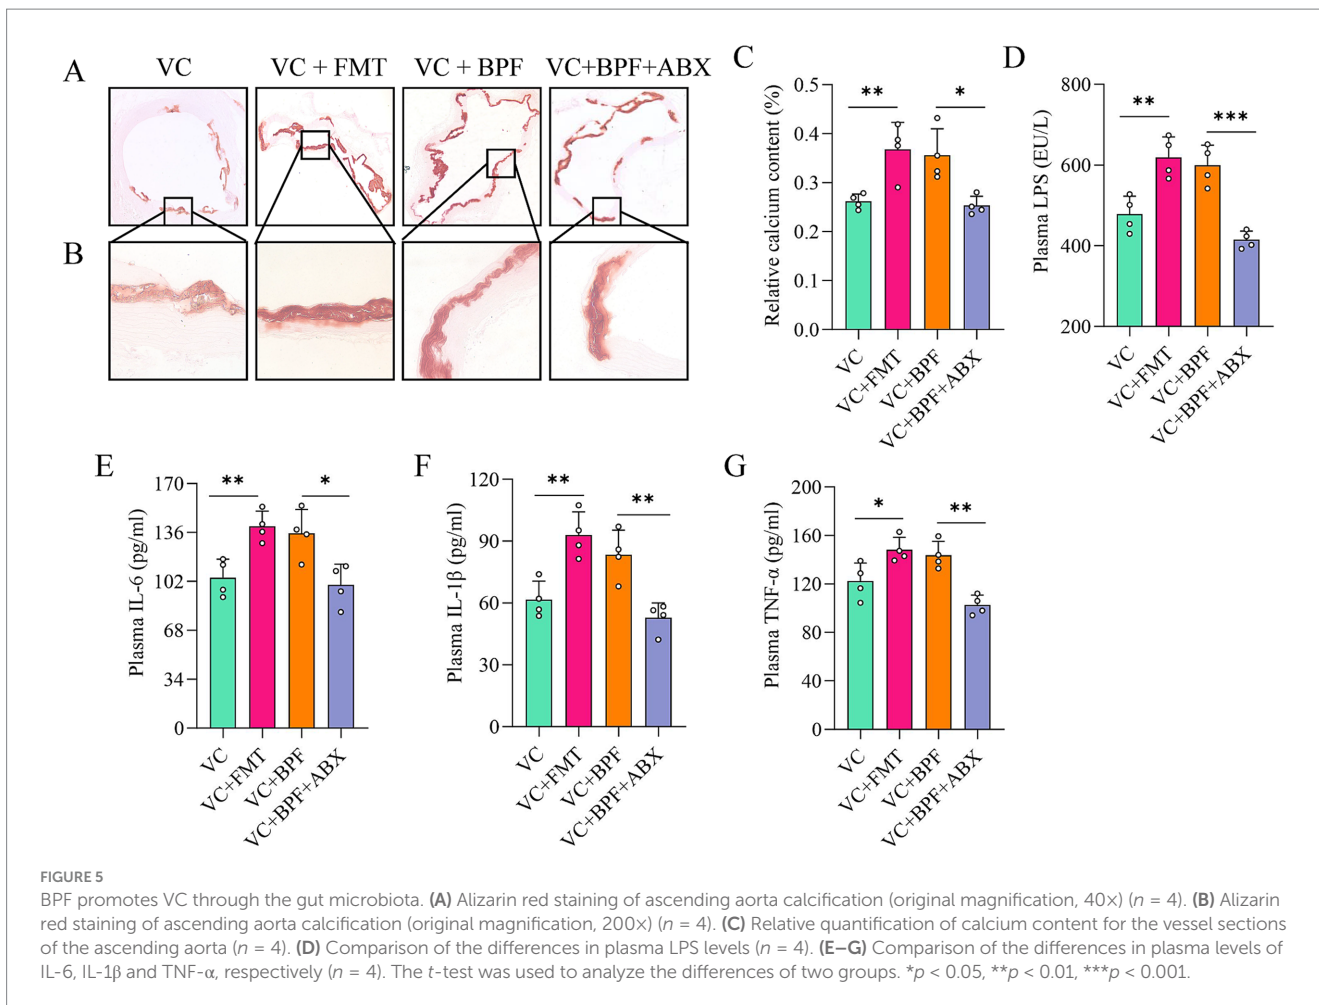 A
VC
VC + FMT
VC + BPF
VC+BPF+ABX
B
C
Relative calcium content (%)
0.5
0.4
0.3
0.2
0.1
0.0
**
*
VC
VC+FMT
VC+BPF
VC+BPF+ABX
D
Plasma LPS (EU/L)
800
600
400
200
**
***
VC
VC+FMT
VC+BPF
VC+BPF+ABX
E
Plasma IL-6 (pg/ml)
170
136
102
68
34
0
**
*
VC
VC+FMT
VC+BPF
VC+BPF+ABX
F
Plasma IL-1β (pg/ml)
120
90
60
30
0
**
**
VC
VC+FMT
VC+BPF
VC+BPF+ABX
G
Plasma TNF-α (pg/ml)
200
160
120
80
40
0
*
**
VC
VC+FMT
VC+BPF
VC+BPF+ABX
FIGURE 5
BPF promotes VC through the gut microbiota. (A) Alizarin red staining of ascending aorta calcification (original magnification, 40×) (n = 4). (B) Alizarin
red staining of ascending aorta calcification (original magnification, 200×) (n = 4). (C) Relative quantification of calcium content for the vessel sections
of the ascending aorta (n = 4). (D) Comparison of the differences in plasma LPS levels (n = 4). (E–G) Comparison of the differences in plasma levels of
IL-6, IL-1β and TNF-α, respectively (n = 4). The t-test was used to analyze the differences of two groups. *p < 0.05, **p < 0.01, ***p < 0.001.